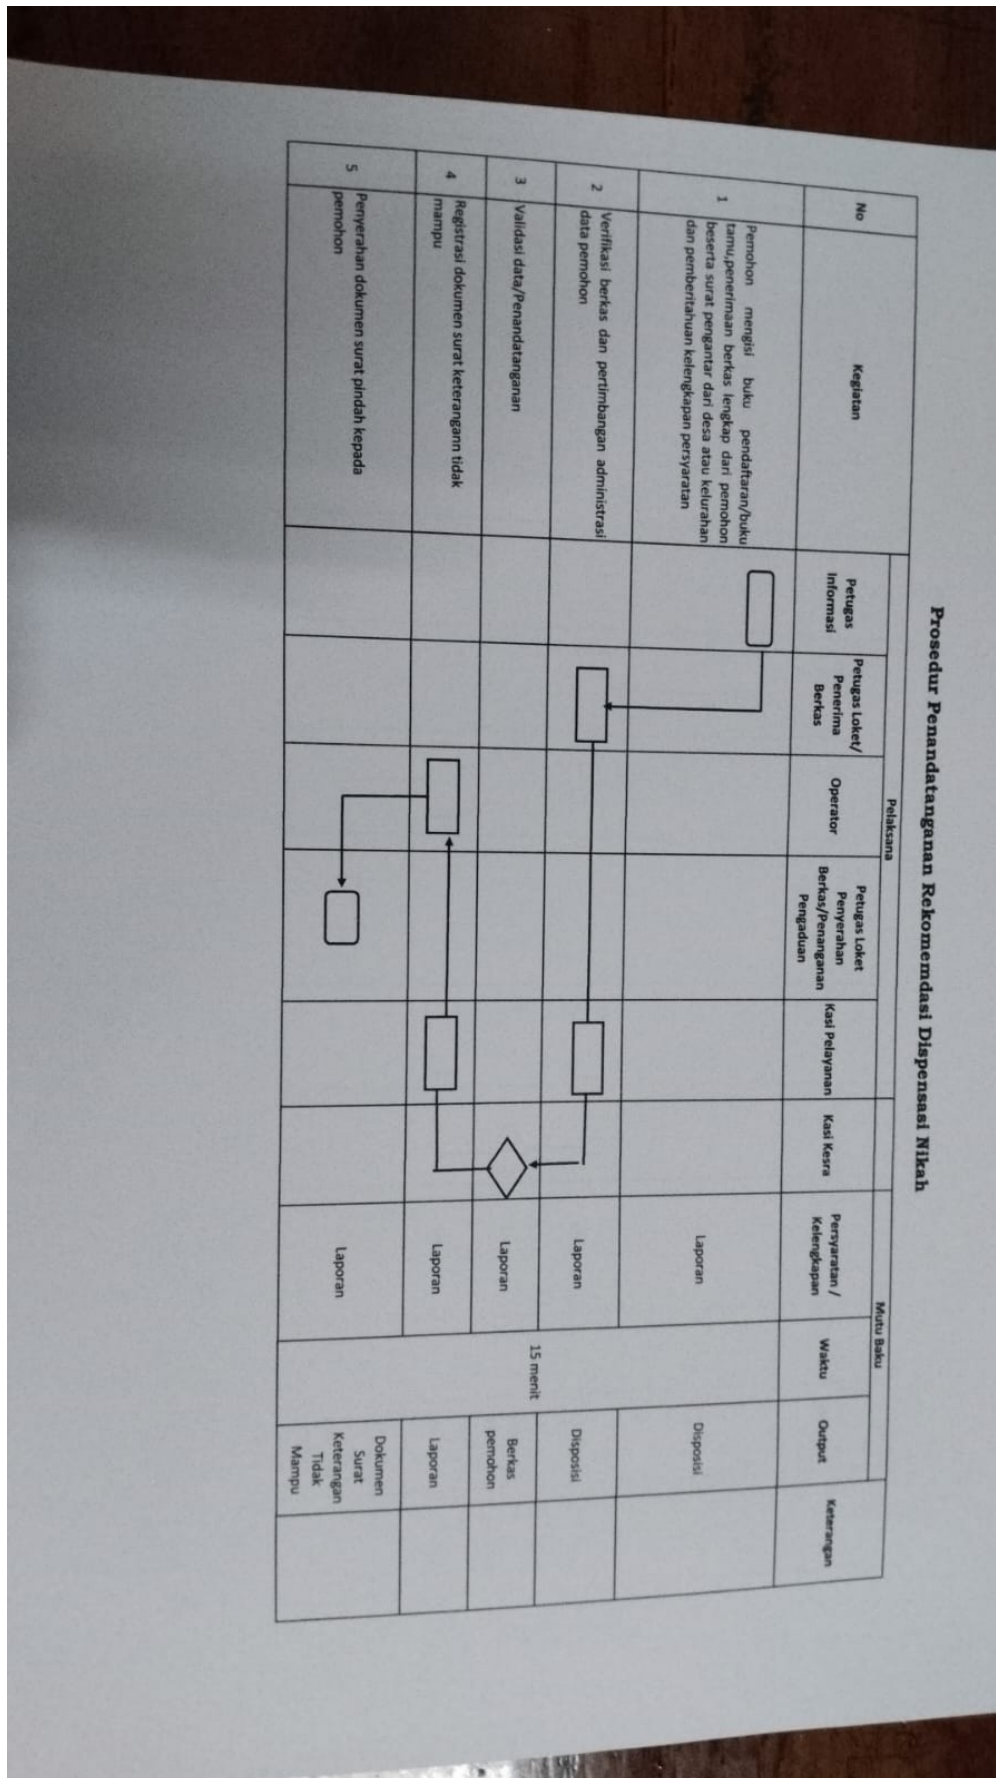 Prosedur Penandatanganan Rekomemdasi Dispensasi Nikah
No
Kegiatan
Pelaksana
Mutu Baku
Keterangan
Petugas
Informasi
Petugas Loket/
Penerima
Berkas
Operator
Petugas Loket
Penyerahan
Berkas/Penanganan
Pengaduan
Kasi Pelayanan
Kasi Kesra
Persyaratan /
Kelengkapan
Waktu
Output
1
Pemohon mengisi buku pendaftaran/buku
tamu,penerimaan berkas lengkap dari pemohon
beserta surat pengantar dari desa atau kelurahan
dan pemberitahuan kelengkapan persyaratan
Laporan
Disposisi
2
Verifikasi berkas dan pertimbangan administrasi
data pemohon
Laporan
Disposisi
3
Validasi data/Penandatanganan
Laporan
15 menit
Berkas
pemohon
4
Registrasi dokumen surat keterangann tidak
mampu
Laporan
Laporan
5
Penyerahan dokumen surat pindah kepada
pemohon
Laporan
Dokumen
Surat
Keterangan
Tidak
Mampu